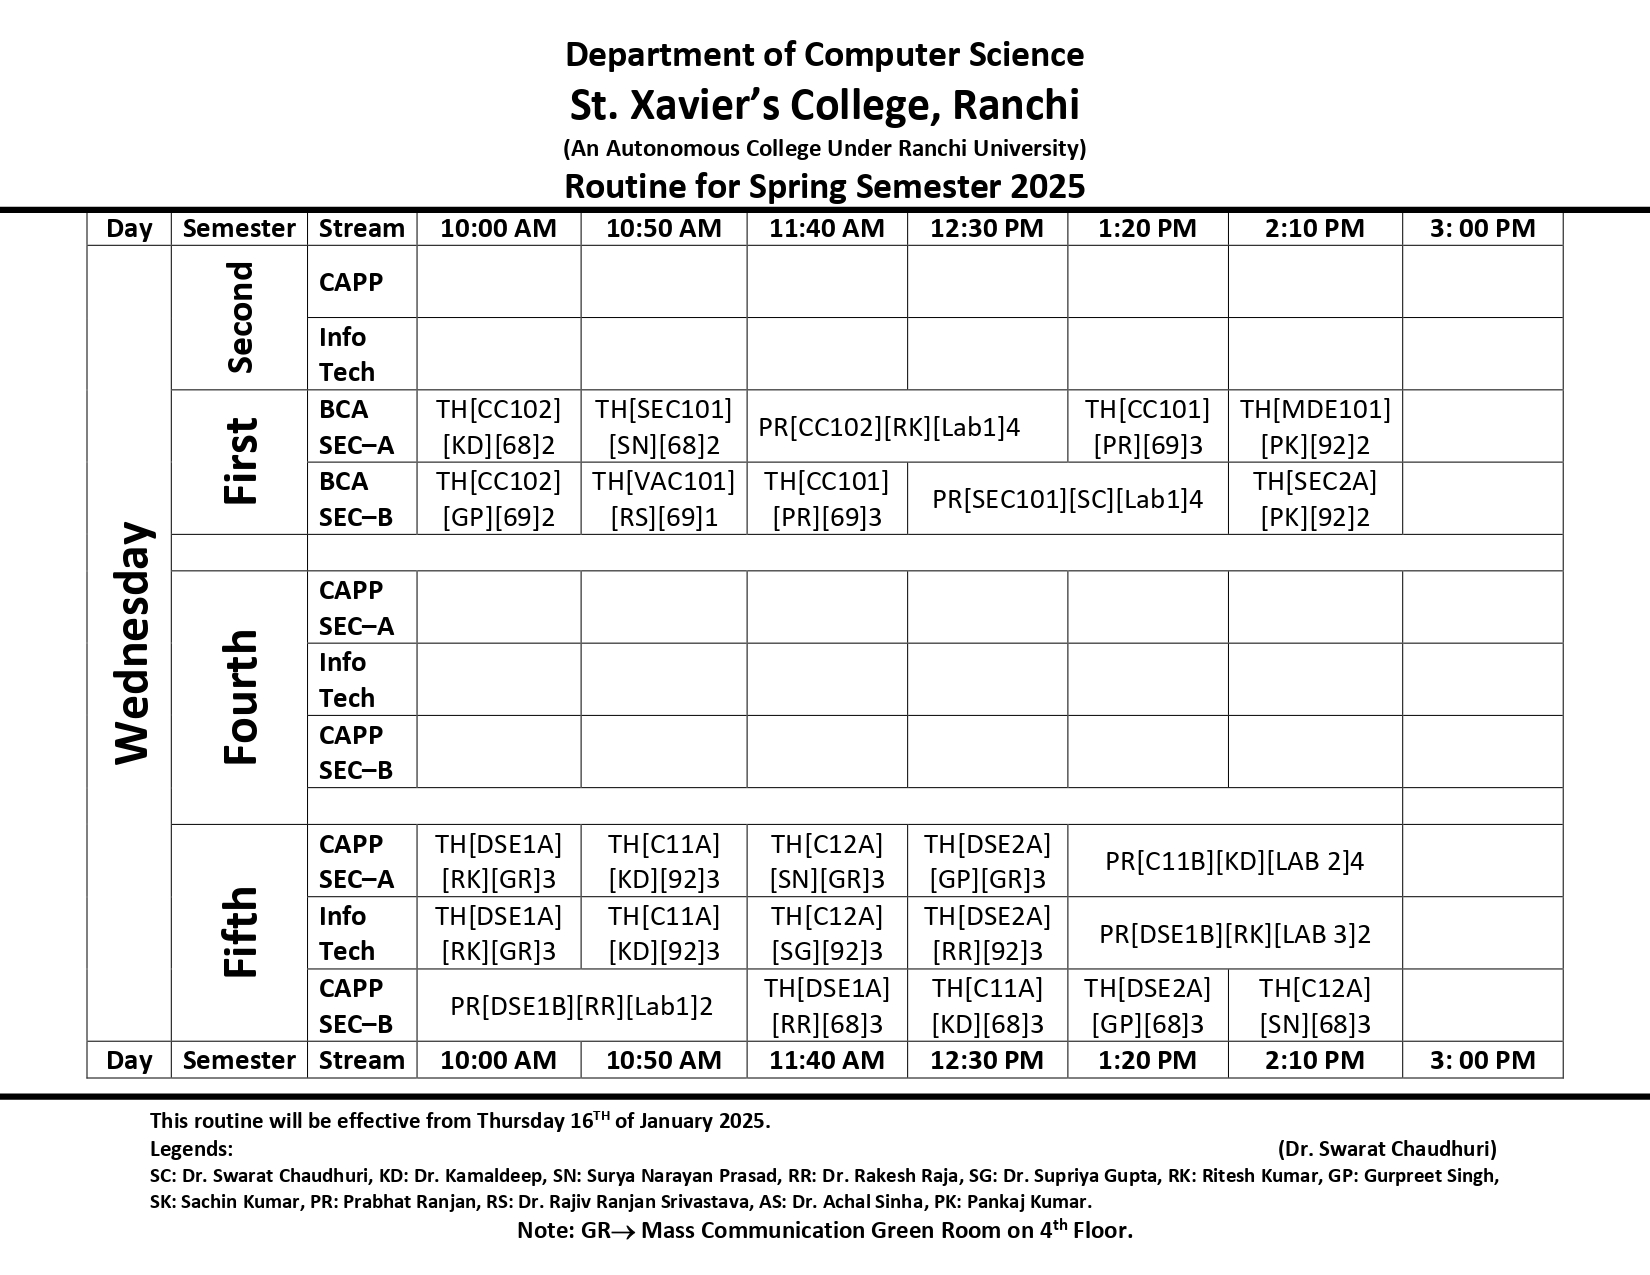 Department of Computer Science
St. Xavier’s College, Ranchi
(An Autonomous College Under Ranchi University)
Routine for Spring Semester 2025
Day Semester Stream 10:00 AM 10:50 AM 11:40 AM 12:30 PM 1:20 PM 2:10 PM 3: 00 PM
Wednesday
Second
CAPP
Info
Tech
First
BCA TH[CC102] TH[SEC101] PR[CC102][RK][Lab1]4 TH[CC101] TH[MDE101]
SEC–A [KD][68]2 [SN][68]2 [PR][69]3 [PK][92]2
BCA TH[CC102] TH[VAC101] TH[CC101] PR[SEC101][SC][Lab1]4 TH[SEC2A]
SEC–B [GP][69]2 [RS][69]1 [PR][69]3 [PK][92]2
Fourth
CAPP
SEC–A
Info
Tech
CAPP
SEC–B
Fifth
CAPP TH[DSE1A] TH[C11A] TH[C12A] TH[DSE2A] PR[C11B][KD][LAB 2]4
SEC–A [RK][GR]3 [KD][92]3 [SN][GR]3 [GP][GR]3
Info TH[DSE1A] TH[C11A] TH[C12A] TH[DSE2A] PR[DSE1B][RK][LAB 3]2
Tech [RK][GR]3 [KD][92]3 [SG][92]3 [RR][92]3
CAPP PR[DSE1B][RR][Lab1]2 TH[DSE1A] TH[C11A] TH[DSE2A] TH[C12A]
SEC–B [RR][68]3 [KD][68]3 [GP][68]3 [SN][68]3
Day Semester Stream 10:00 AM 10:50 AM 11:40 AM 12:30 PM 1:20 PM 2:10 PM 3: 00 PM
This routine will be effective from Thursday 16TH of January 2025.
Legends: (Dr. Swarat Chaudhuri)
SC: Dr. Swarat Chaudhuri, KD: Dr. Kamaldeep, SN: Surya Narayan Prasad, RR: Dr. Rakesh Raja, SG: Dr. Supriya Gupta, RK: Ritesh Kumar, GP: Gurpreet Singh,
SK: Sachin Kumar, PR: Prabhat Ranjan, RS: Dr. Rajiv Ranjan Srivastava, AS: Dr. Achal Sinha, PK: Pankaj Kumar.
Note: GR→ Mass Communication Green Room on 4th Floor.